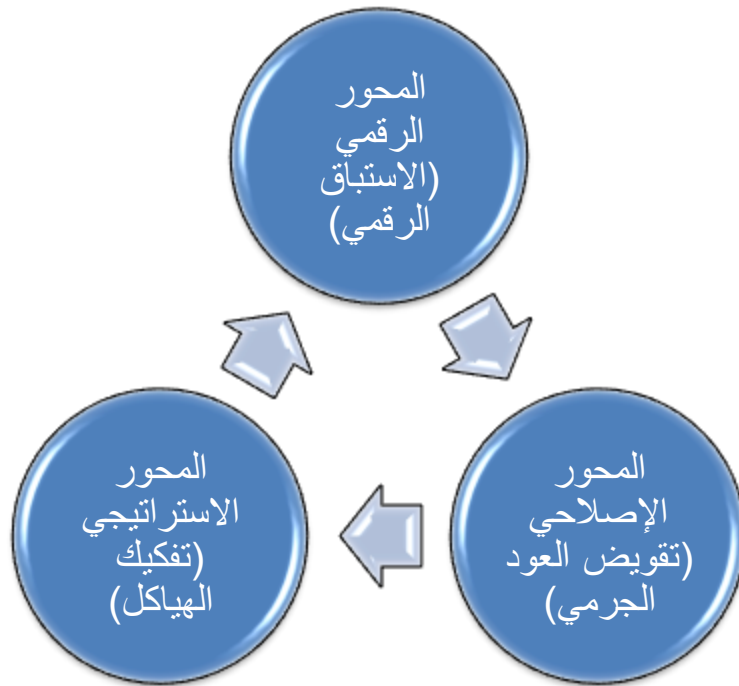 المحور
الرقمي
(الاستباق
الرقمي)
المحور
الإصلاحي
(تقويض العود
الجرمي)
المحور
الاستراتيجي
(تفكيك
الهياكل)